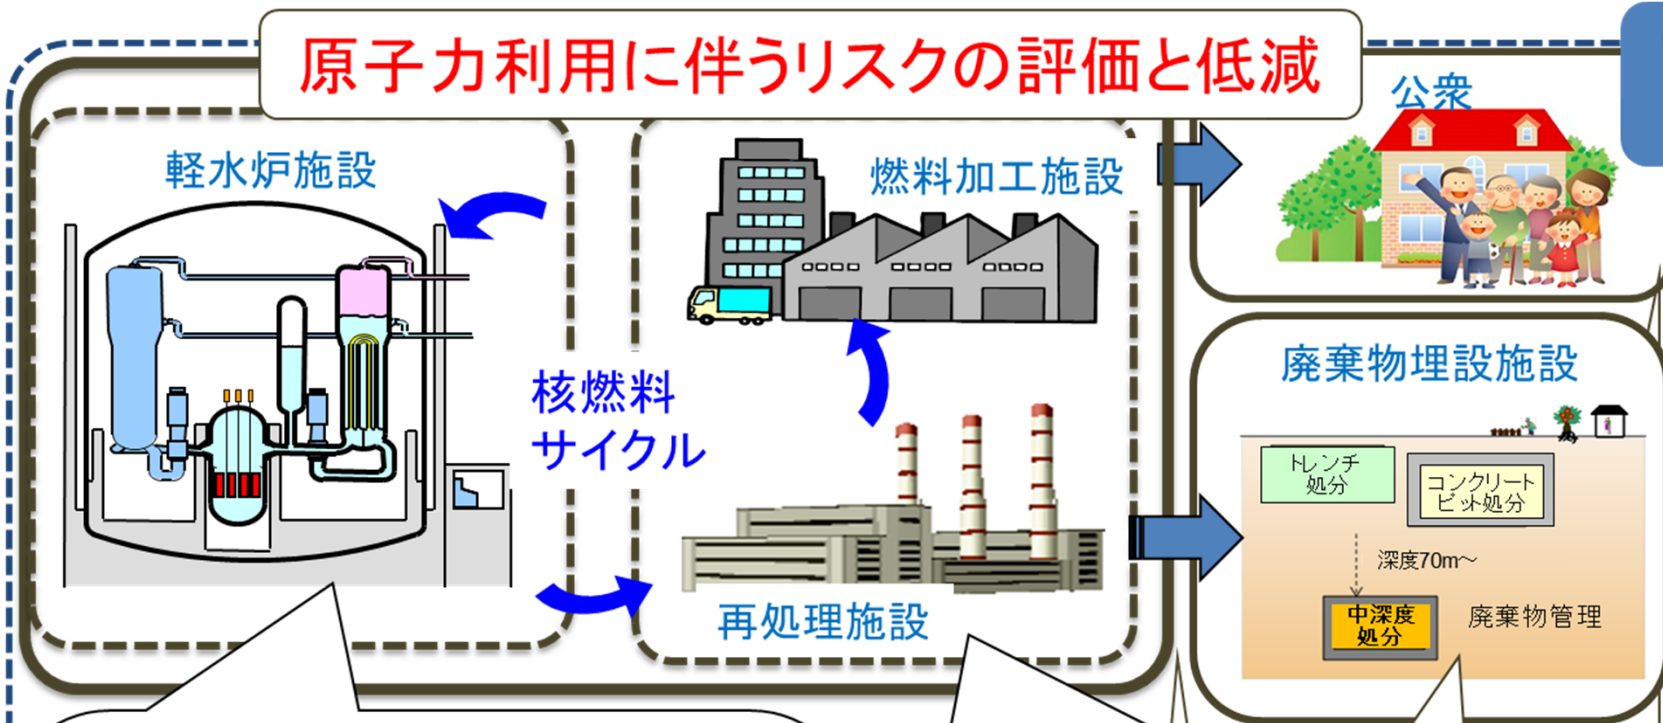 原子力利用に伴うリスクの評価と低減
公衆
軽水炉施設
燃料加工施設
核燃料
サイクル
再処理施設
廃棄物埋設施設
トレンチ
処分
コンクリート
ピット処分
深度70m～
中深度
処分
廃棄物管理